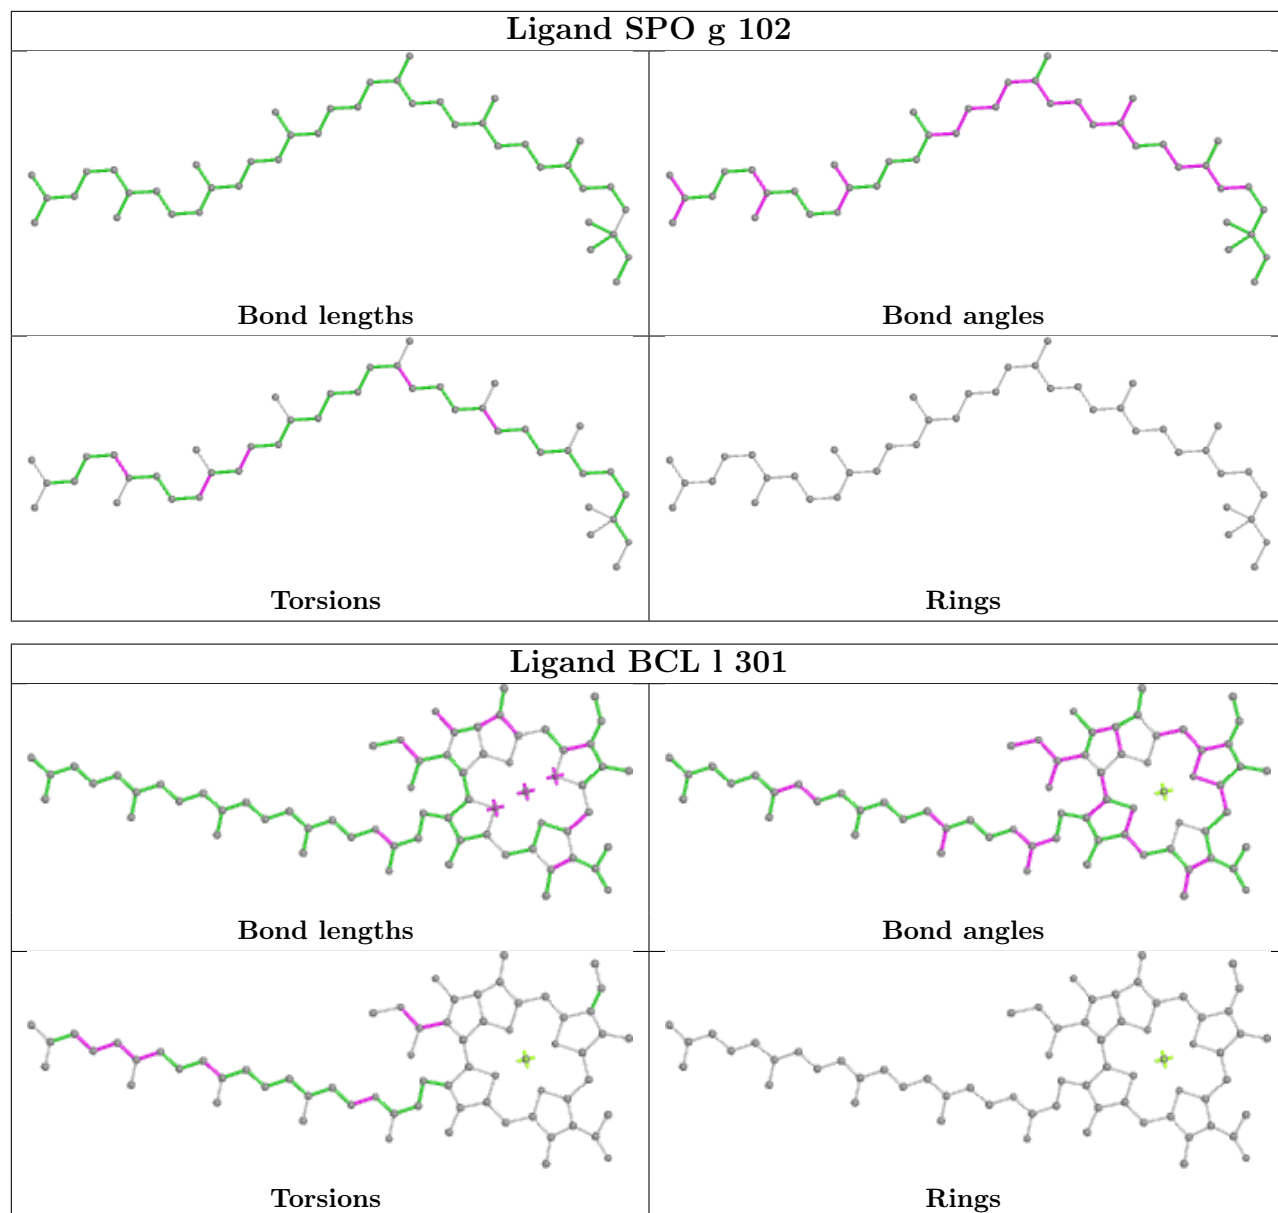 Ligand SPO g 102
Bond lengths
Bond angles
Torsions
Rings
Ligand BCL l 301
Bond lengths
Bond angles
Torsions
Rings